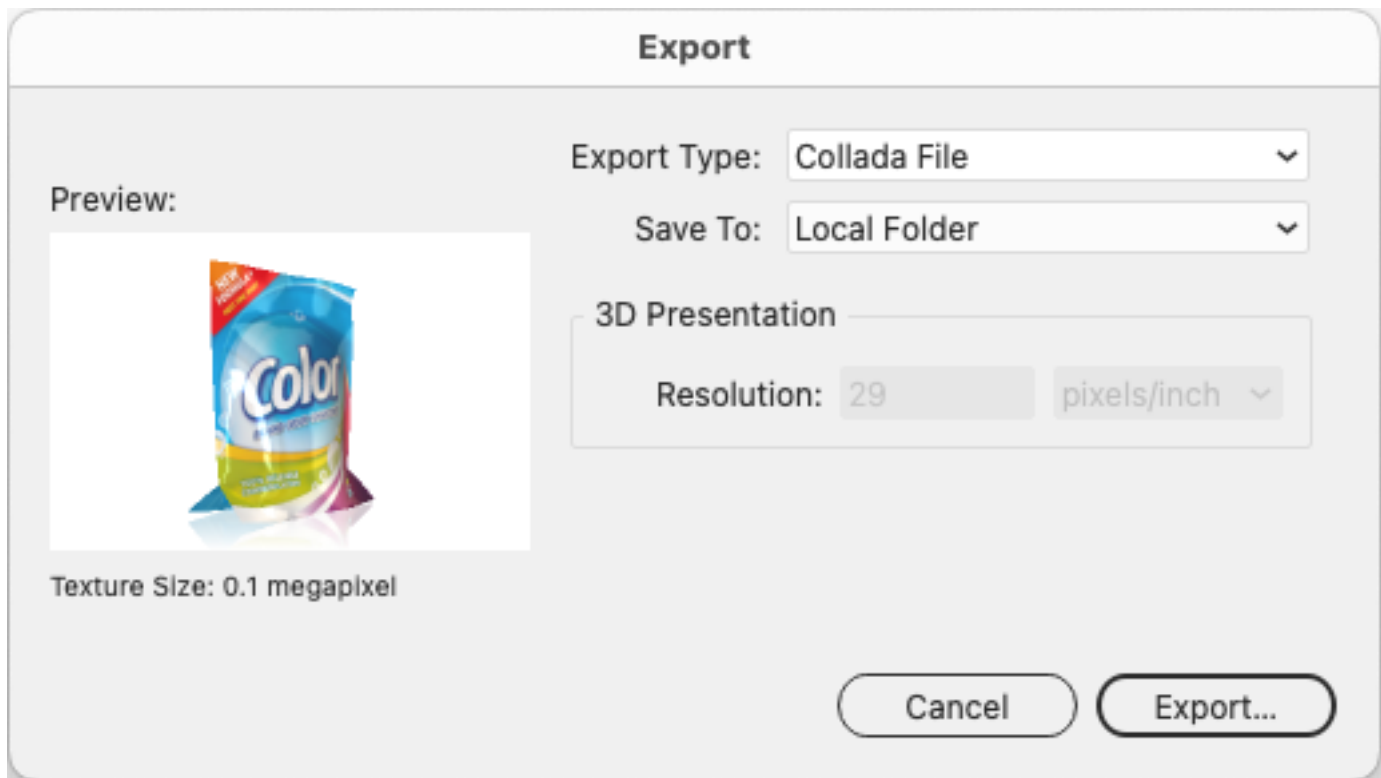 Export
Export Type: Collada File
Save To: Local Folder
Preview:
NEW
FORMULA
Color
3D Presentation
Resolution: 29 pixels/inch
Texture Size: 0.1 megapixel
Cancel
Export...